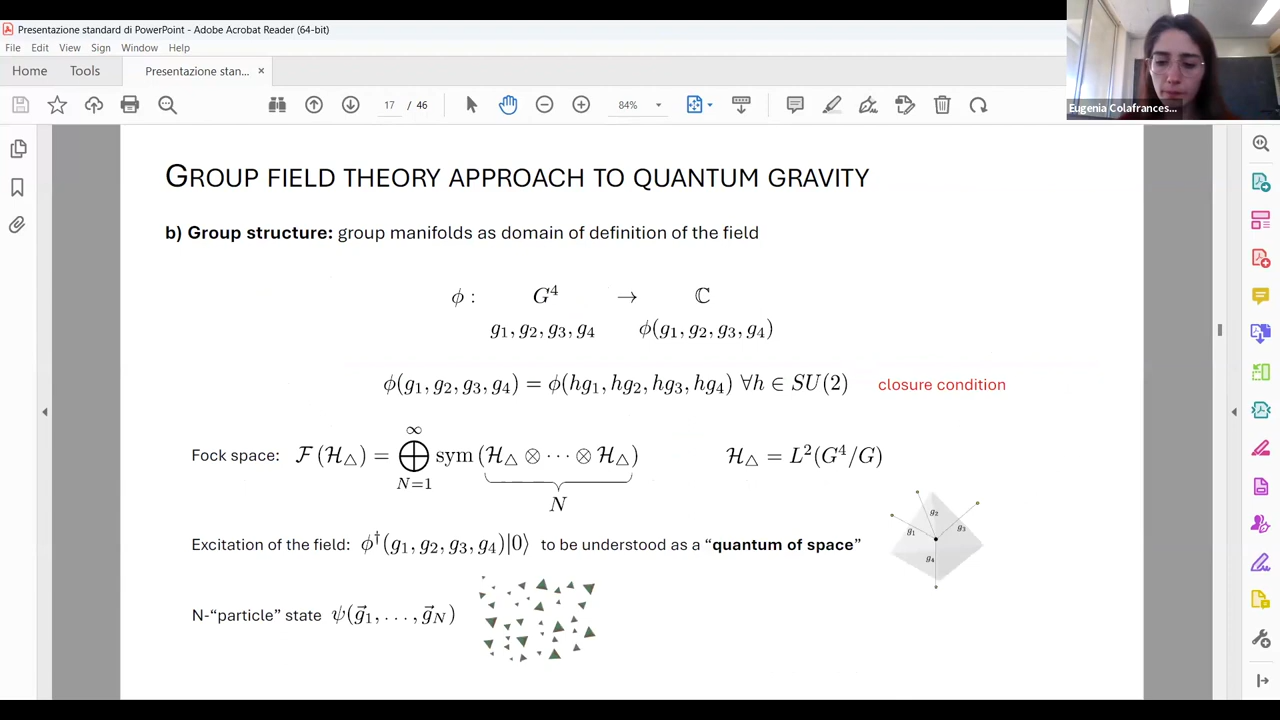 Presentazione standard di PowerPoint - Adobe Acrobat Reader (64-bit)
File Edit View Sign Window Help
Home Tools Presentazione stan... ×
17 / 46 84%
Eugenia Colafrances...
GROUP FIELD THEORY APPROACH TO QUANTUM GRAVITY
b) Group structure: group manifolds as domain of definition of the field
ϕ : G⁴ → ℂ
g₁, g₂, g₃, g₄ ϕ(g₁, g₂, g₃, g₄)
ϕ(g₁, g₂, g₃, g₄) = ϕ(hg₁, hg₂, hg₃, hg₄) ∀h ∈ SU(2) closure condition
∞
Fock space: ℱ(ℋ△) = ⨁ sym (ℋ△ ⊗ ⋯ ⊗ ℋ△) ℋ△ = L²(G⁴/G)
N=1
N
g₂
g₁ g₃
g₄
Excitation of the field: ϕ†(g₁, g₂, g₃, g₄)|0⟩ to be understood as a “quantum of space”
N-“particle” state ψ(g⃗₁, . . . , g⃗N)